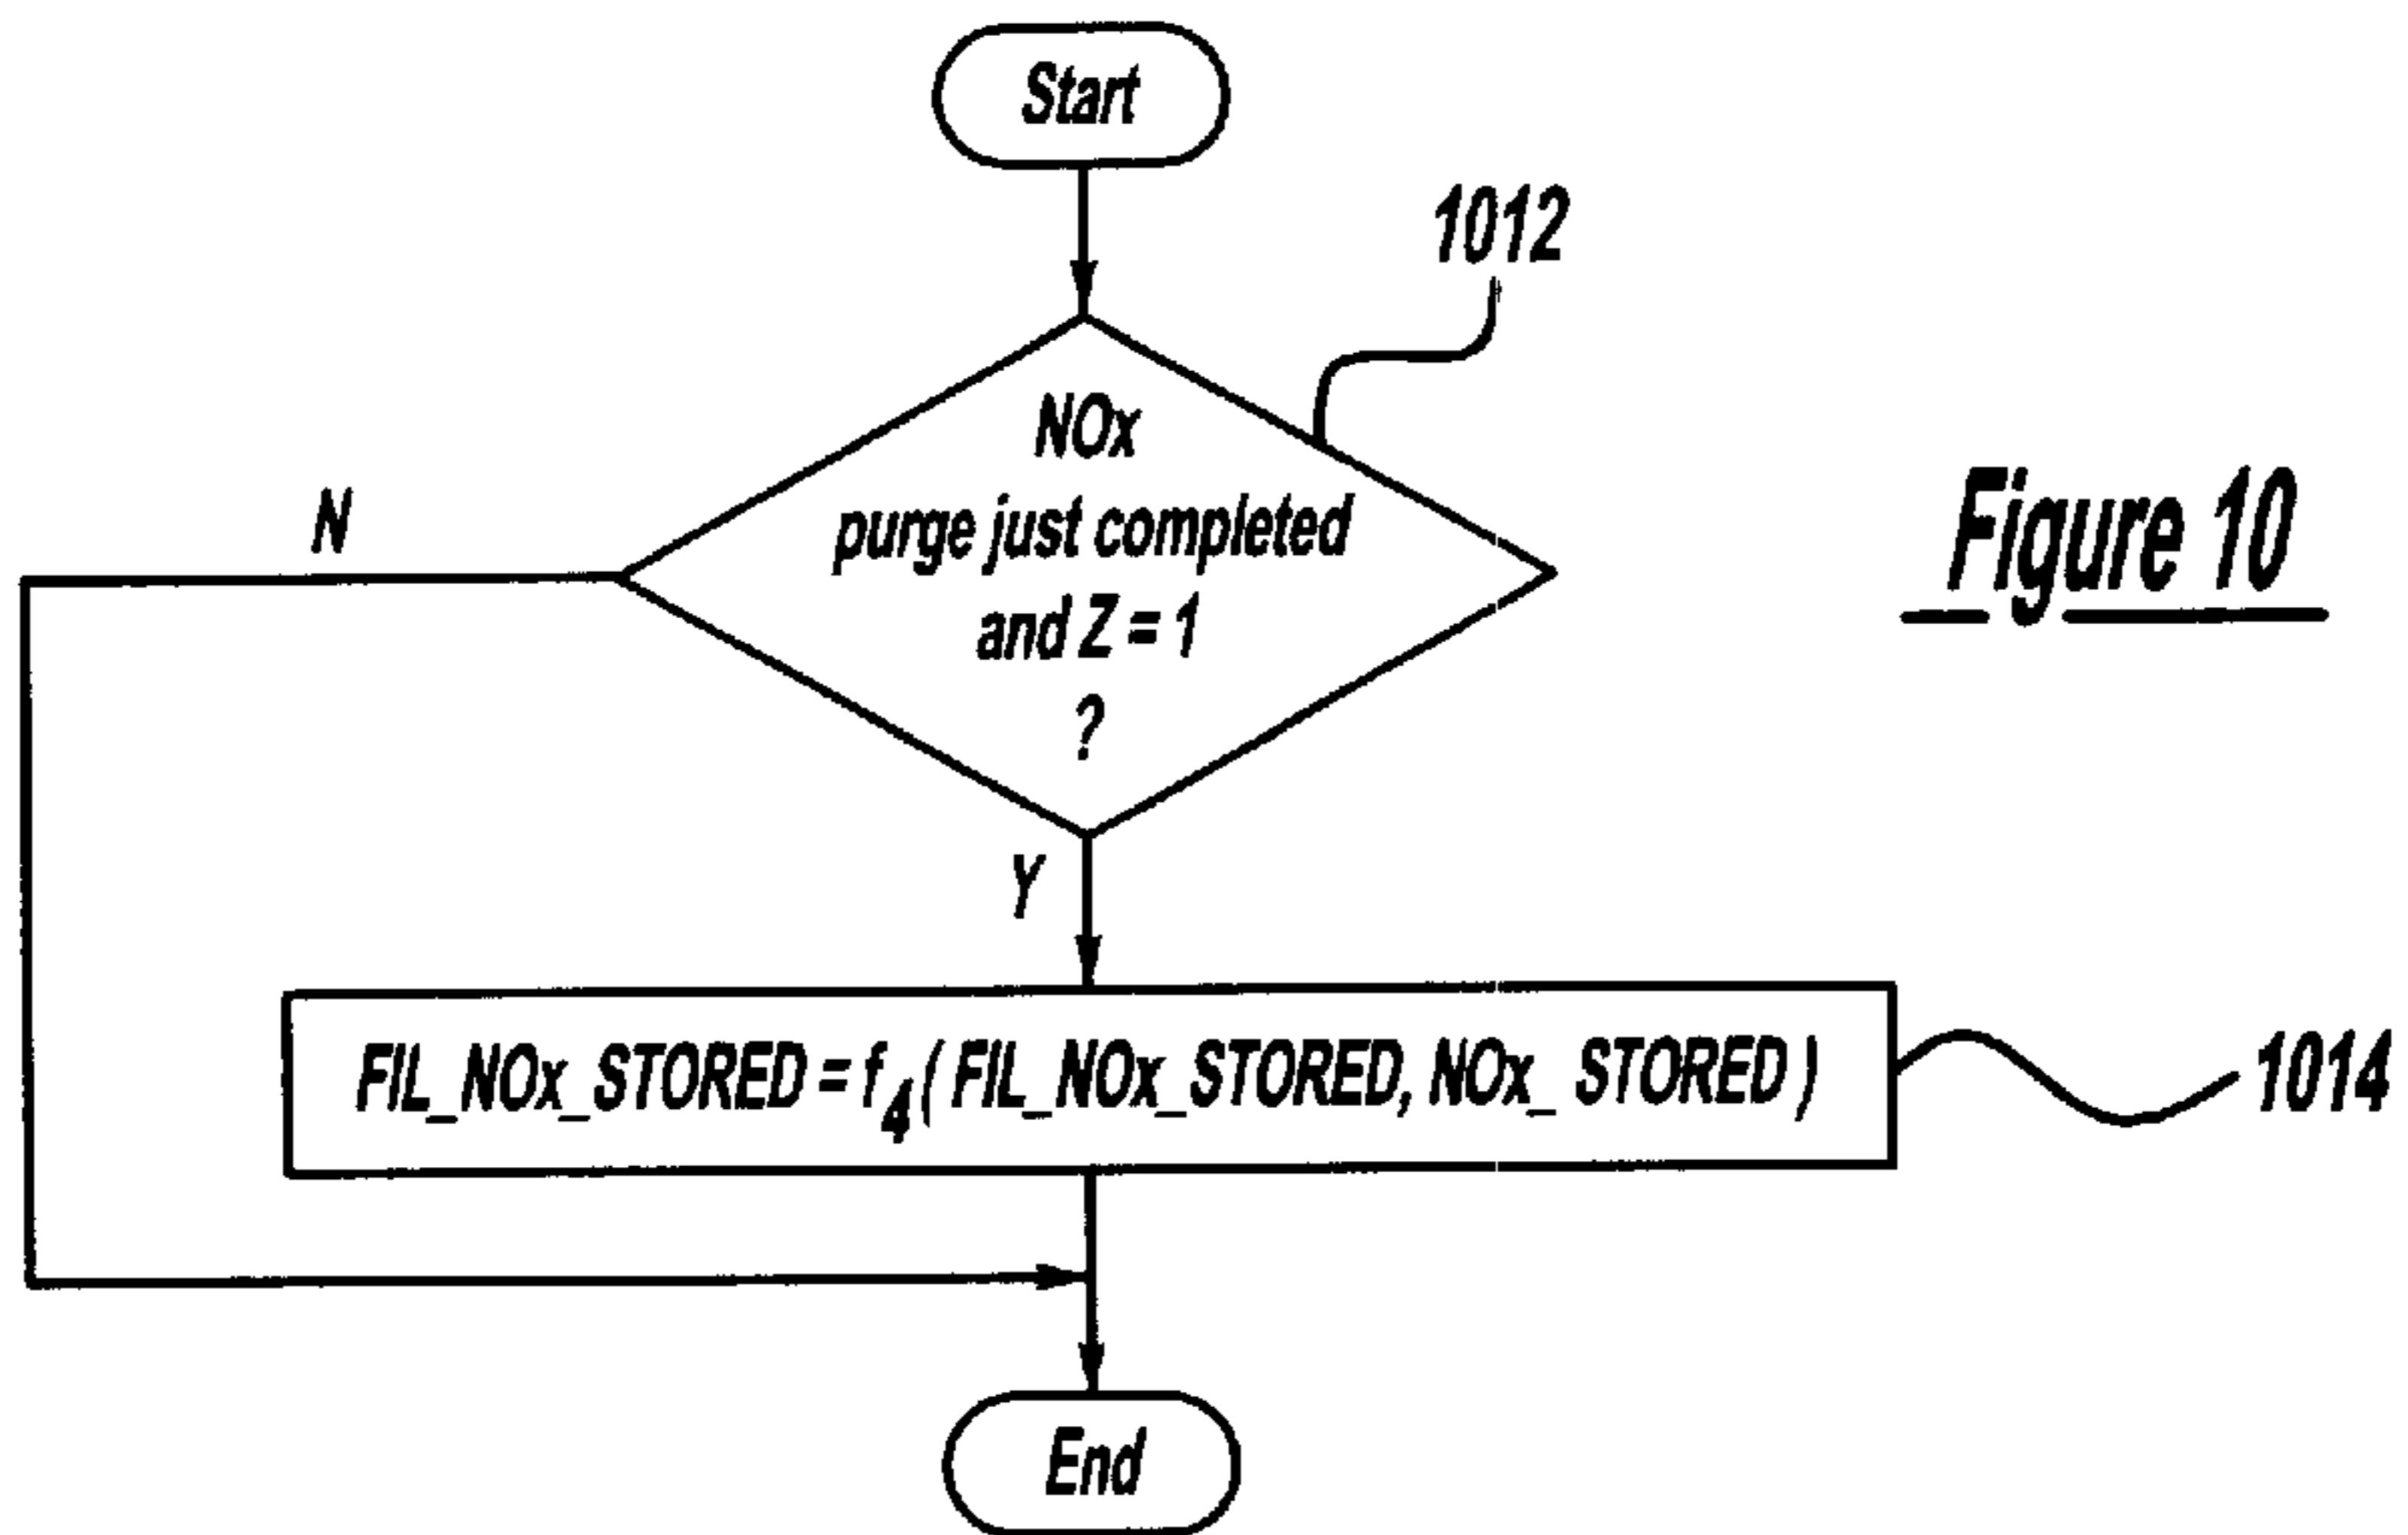 Start
1012
NOx
purge just completed
and Z = 1
?
N
Figure 10
Y
FIL_NOx_STORED = f4 ( FIL_NOx_STORED, NOx_ STORED )
1014
End